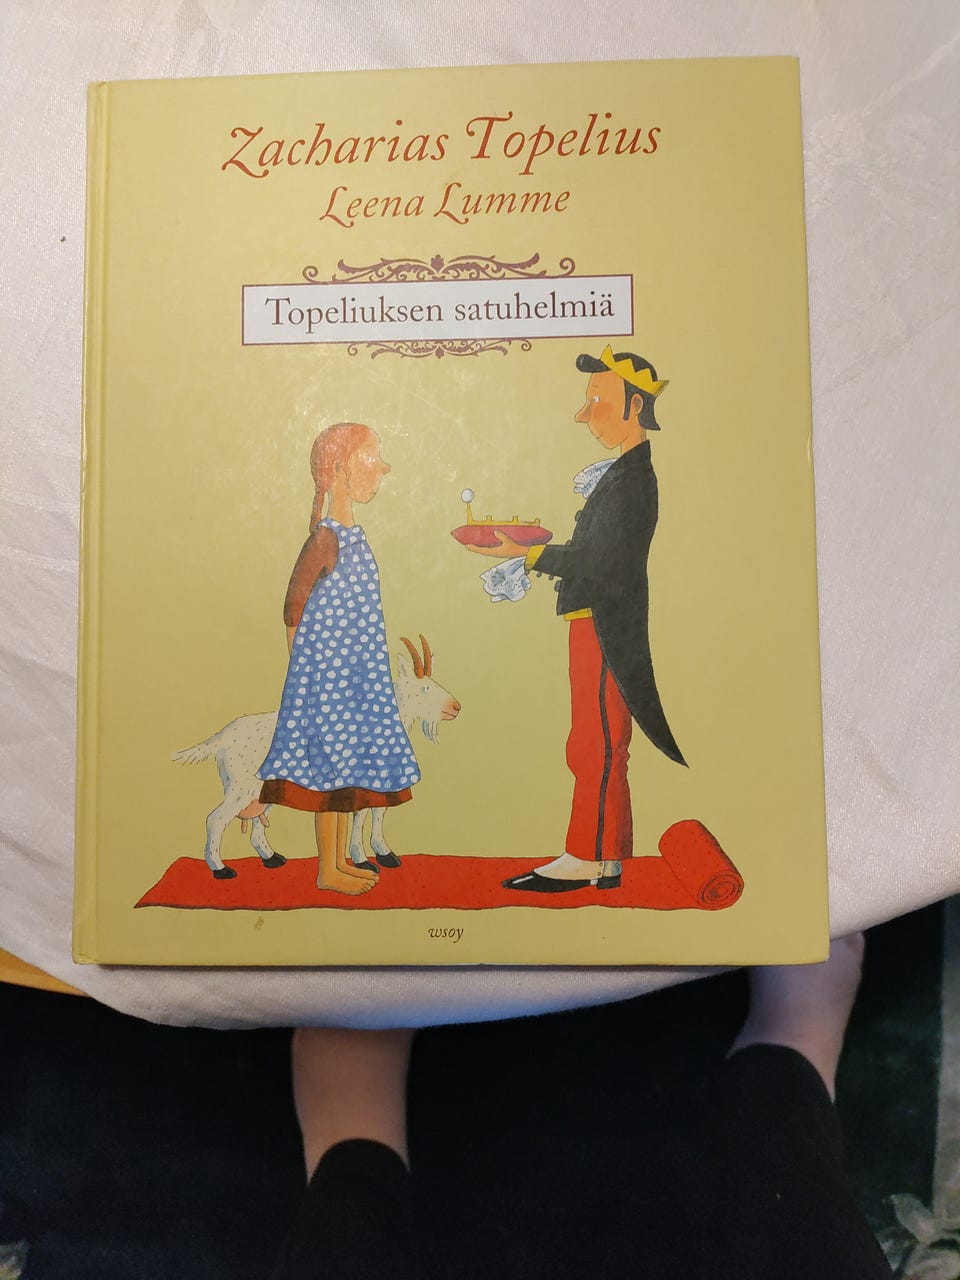 Zacharias Topelius
Leena Lumme
Topeliuksen satuhelmiä
wsoy